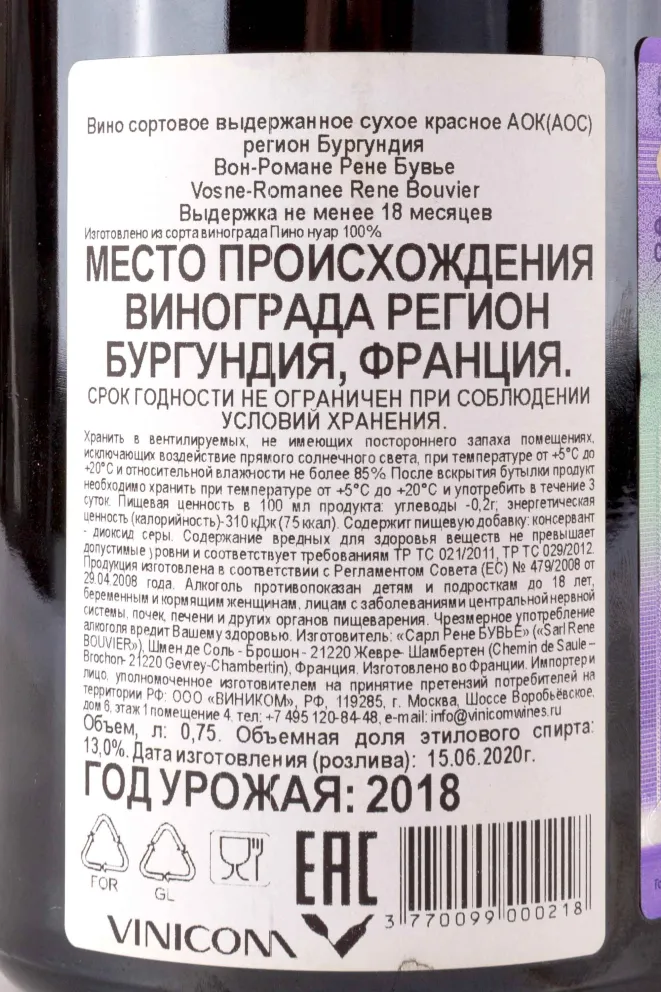 Вино сортовое выдержанное сухое красное АОК(АОС)
регион Бургундия
Вон-Романе Рене Бувье
Vosne-Romanee Rene Bouvier
Выдержка не менее 18 месяцев
Изготовлено из сорта винограда Пино нуар 100%
МЕСТО ПРОИСХОЖДЕНИЯ
ВИНОГРАДА РЕГИОН
БУРГУНДИЯ, ФРАНЦИЯ.
СРОК ГОДНОСТИ НЕ ОГРАНИЧЕН ПРИ СОБЛЮДЕНИИ
УСЛОВИЙ ХРАНЕНИЯ.
Хранить в вентилируемых, не имеющих постороннего запаха помещениях,
исключающих воздействие прямого солнечного света, при температуре от +5°С до
+20°С и относительной влажности не более 85%. После вскрытия бутылки продукт
необходимо хранить при температуре от +5°С до +20°С и употребить в течение 3
суток. Пищевая ценность в 100 мл продукта: углеводы -0,2г; энергетическая
ценность (калорийность)-310 кДж (75 ккал). Содержит пищевую добавку: консервант
- диоксид серы. Содержание вредных для здоровья веществ не превышает
допустимые уровни и соответствует требованиям ТР ТС 021/2011, ТР ТС 029/2012.
Продукция изготовлена в соответствии с Регламентом Совета (ЕС) № 479/2008 от
29.04.2008 года. Алкоголь противопоказан детям и подросткам до 18 лет,
беременным и кормящим женщинам, лицам с заболеваниями центральной нервной
системы, почек, печени и других органов пищеварения. Чрезмерное употребление
алкоголя вредит Вашему здоровью. Изготовитель: «Сарл Рене БУВЬЕ» («Sarl Rene
BOUVIER»), Шмен де Соль - Брошон - 21220 Жевре- Шамбертен (Chemin de Saule –
Brochon- 21220 Gevrey-Chambertin), Франция. Изготовлено во Франции. Импортер и
лицо, уполномоченное изготовителем на принятие претензий потребителей на
территории РФ: ООО «ВИНИКОМ», РФ, 119285, г. Москва, Шоссе Воробьёвское,
дом 6, этаж 1 помещение 4, тел: +7 495 120-84-48, e-mail: info@vinicomwines.ru
Объем, л: 0,75. Объемная доля этилового спирта:
13,0%. Дата изготовления (розлива): 15.06.2020г.
ГОД УРОЖАЯ: 2018
FOR
GL
EAC
3 770099 000218
VINICOM